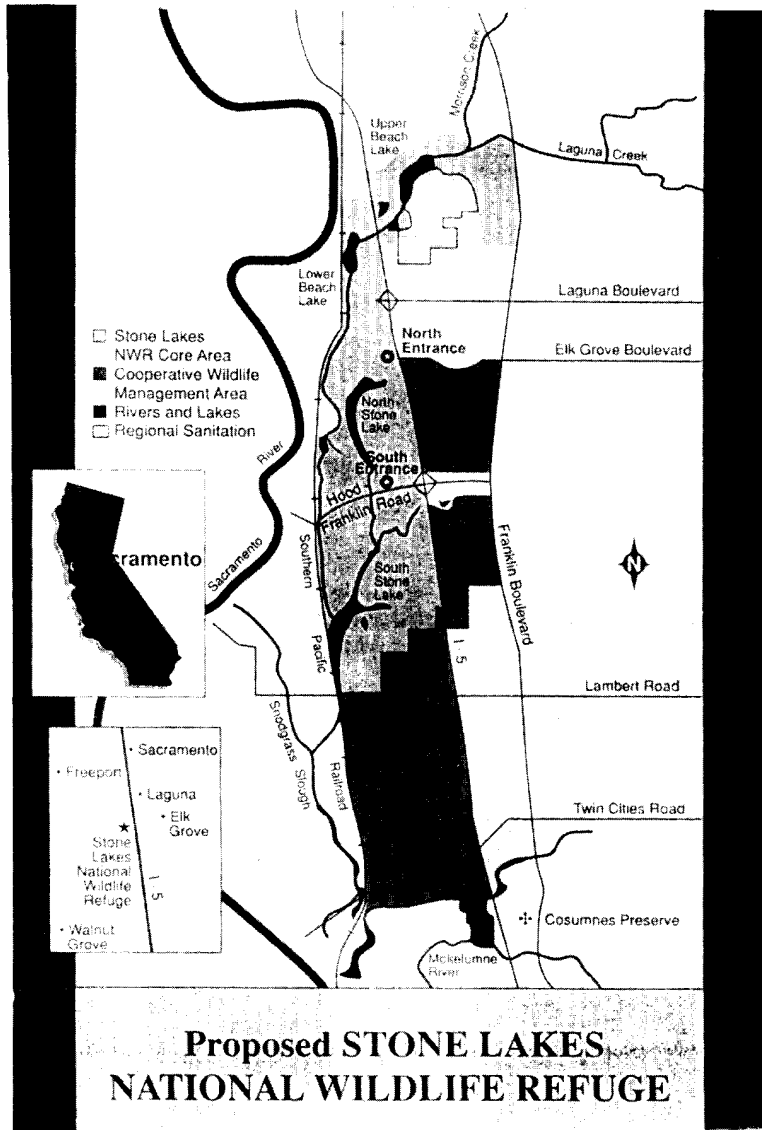 Morrison Creek
Upper
Beach
Lake
Laguna
Creek
Lower
Beach
Lake
Laguna Boulevard
North
Entrance
Elk Grove Boulevard
Stone Lakes
NWR Core Area
Cooperative Wildlife
Management Area
Rivers and Lakes
Regional Sanitation
North
Stone
Lake
South
Entrance
Hood
Franklin Road
River
Sacramento
cramento
Southern
Pacific
Railroad
South
Stone
Lake
Franklin Boulevard
N
I-5
Lambert Road
Snodgrass
Slough
Sacramento
Freeport
Laguna
Elk
Grove
Stone
Lakes
National
Wildlife
Refuge
I-5
Walnut
Grove
Twin Cities Road
Cosumnes Preserve
Mckelumne
River
Proposed STONE LAKES
NATIONAL WILDLIFE REFUGE